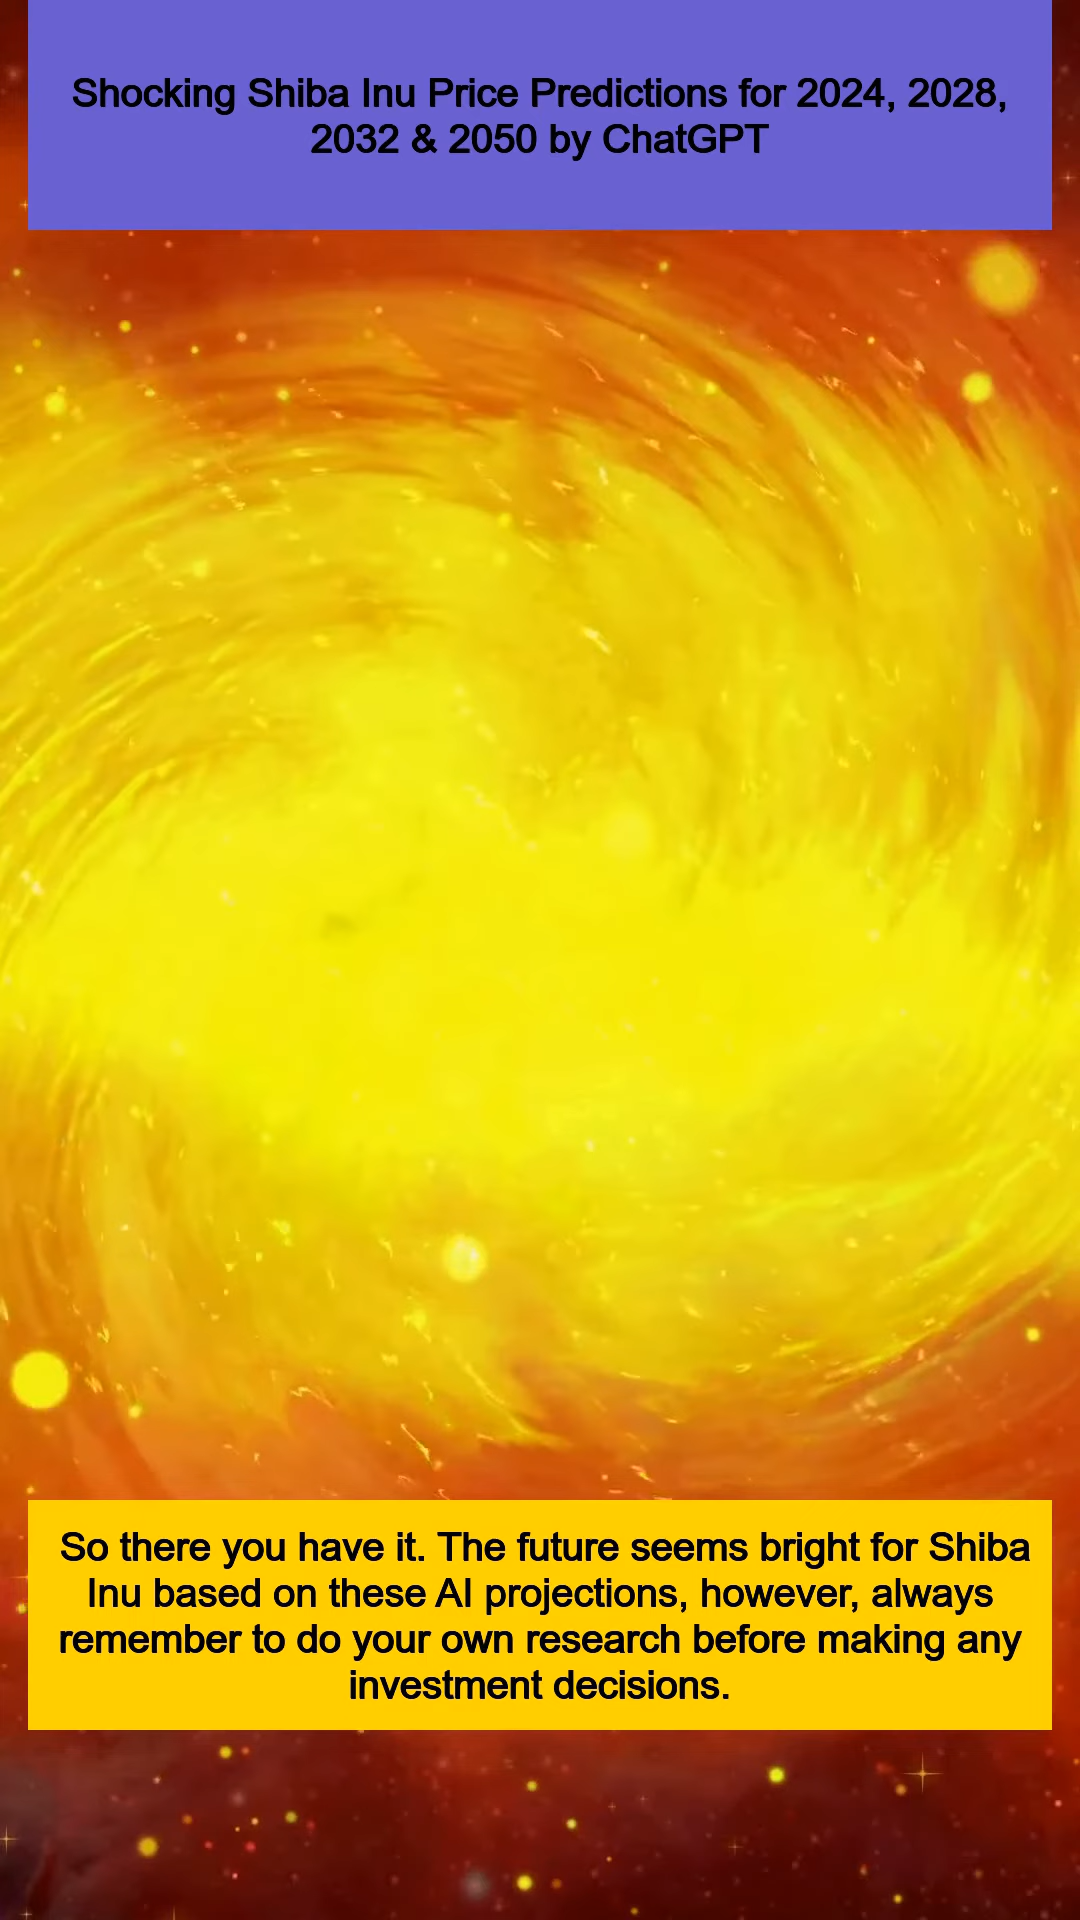 Shocking Shiba Inu Price Predictions for 2024, 2028,
2032 & 2050 by ChatGPT
So there you have it. The future seems bright for Shiba
Inu based on these AI projections, however, always
remember to do your own research before making any
investment decisions.